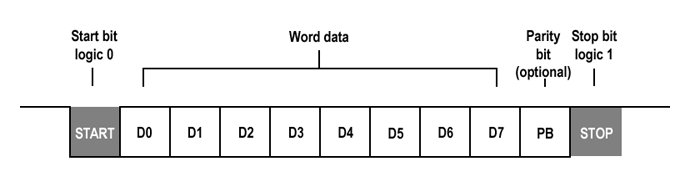 Start bit
logic 0
Word data
Parity
bit
(optional)
Stop bit
logic 1
START D0 D1 D2 D3 D4 D5 D6 D7 PB STOP